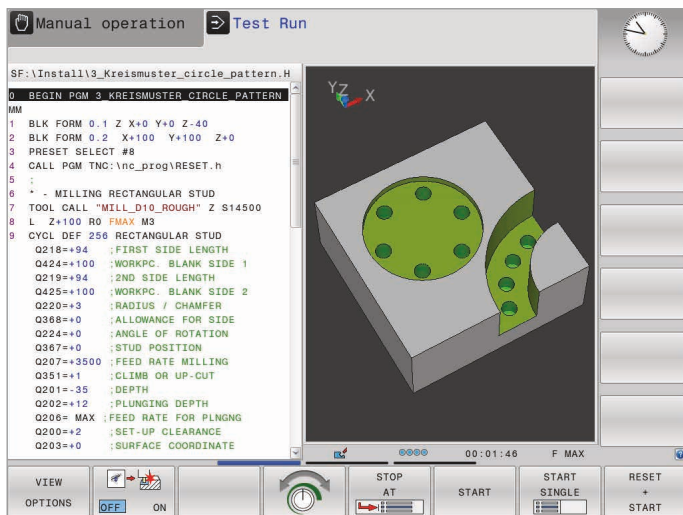 Manual operation
Test Run
SF:\Install\3_Kreismuster_circle_pattern.H
0 BEGIN PGM 3_KREISMUSTER_CIRCLE_PATTERN
MM
1 BLK FORM 0.1 Z X+0 Y+0 Z-40
2 BLK FORM 0.2 X+100 Y+100 Z+0
3 PRESET SELECT #8
4 CALL PGM TNC:\nc_prog\RESET.h
5 ;
6 * - MILLING RECTANGULAR STUD
7 TOOL CALL "MILL_D10_ROUGH" Z S14500
8 L Z+100 R0 FMAX M3
9 CYCL DEF 256 RECTANGULAR STUD
Q218=+94 ;FIRST SIDE LENGTH
Q424=+100 ;WORKPC. BLANK SIDE 1
Q219=+94 ;2ND SIDE LENGTH
Q425=+100 ;WORKPC. BLANK SIDE 2
Q220=+3 ;RADIUS / CHAMFER
Q368=+0 ;ALLOWANCE FOR SIDE
Q224=+0 ;ANGLE OF ROTATION
Q367=+0 ;STUD POSITION
Q207=+3500 ;FEED RATE MILLING
Q351=+1 ;CLIMB OR UP-CUT
Q201=-35 ;DEPTH
Q202=+12 ;PLUNGING DEPTH
Q206= MAX ;FEED RATE FOR PLNGNG
Q200=+2 ;SET-UP CLEARANCE
Q203=+0 ;SURFACE COORDINATE
Y Z X
00:01:46 F MAX
VIEW
OPTIONS
OFF ON
STOP
AT
START
START
SINGLE
RESET
+
START